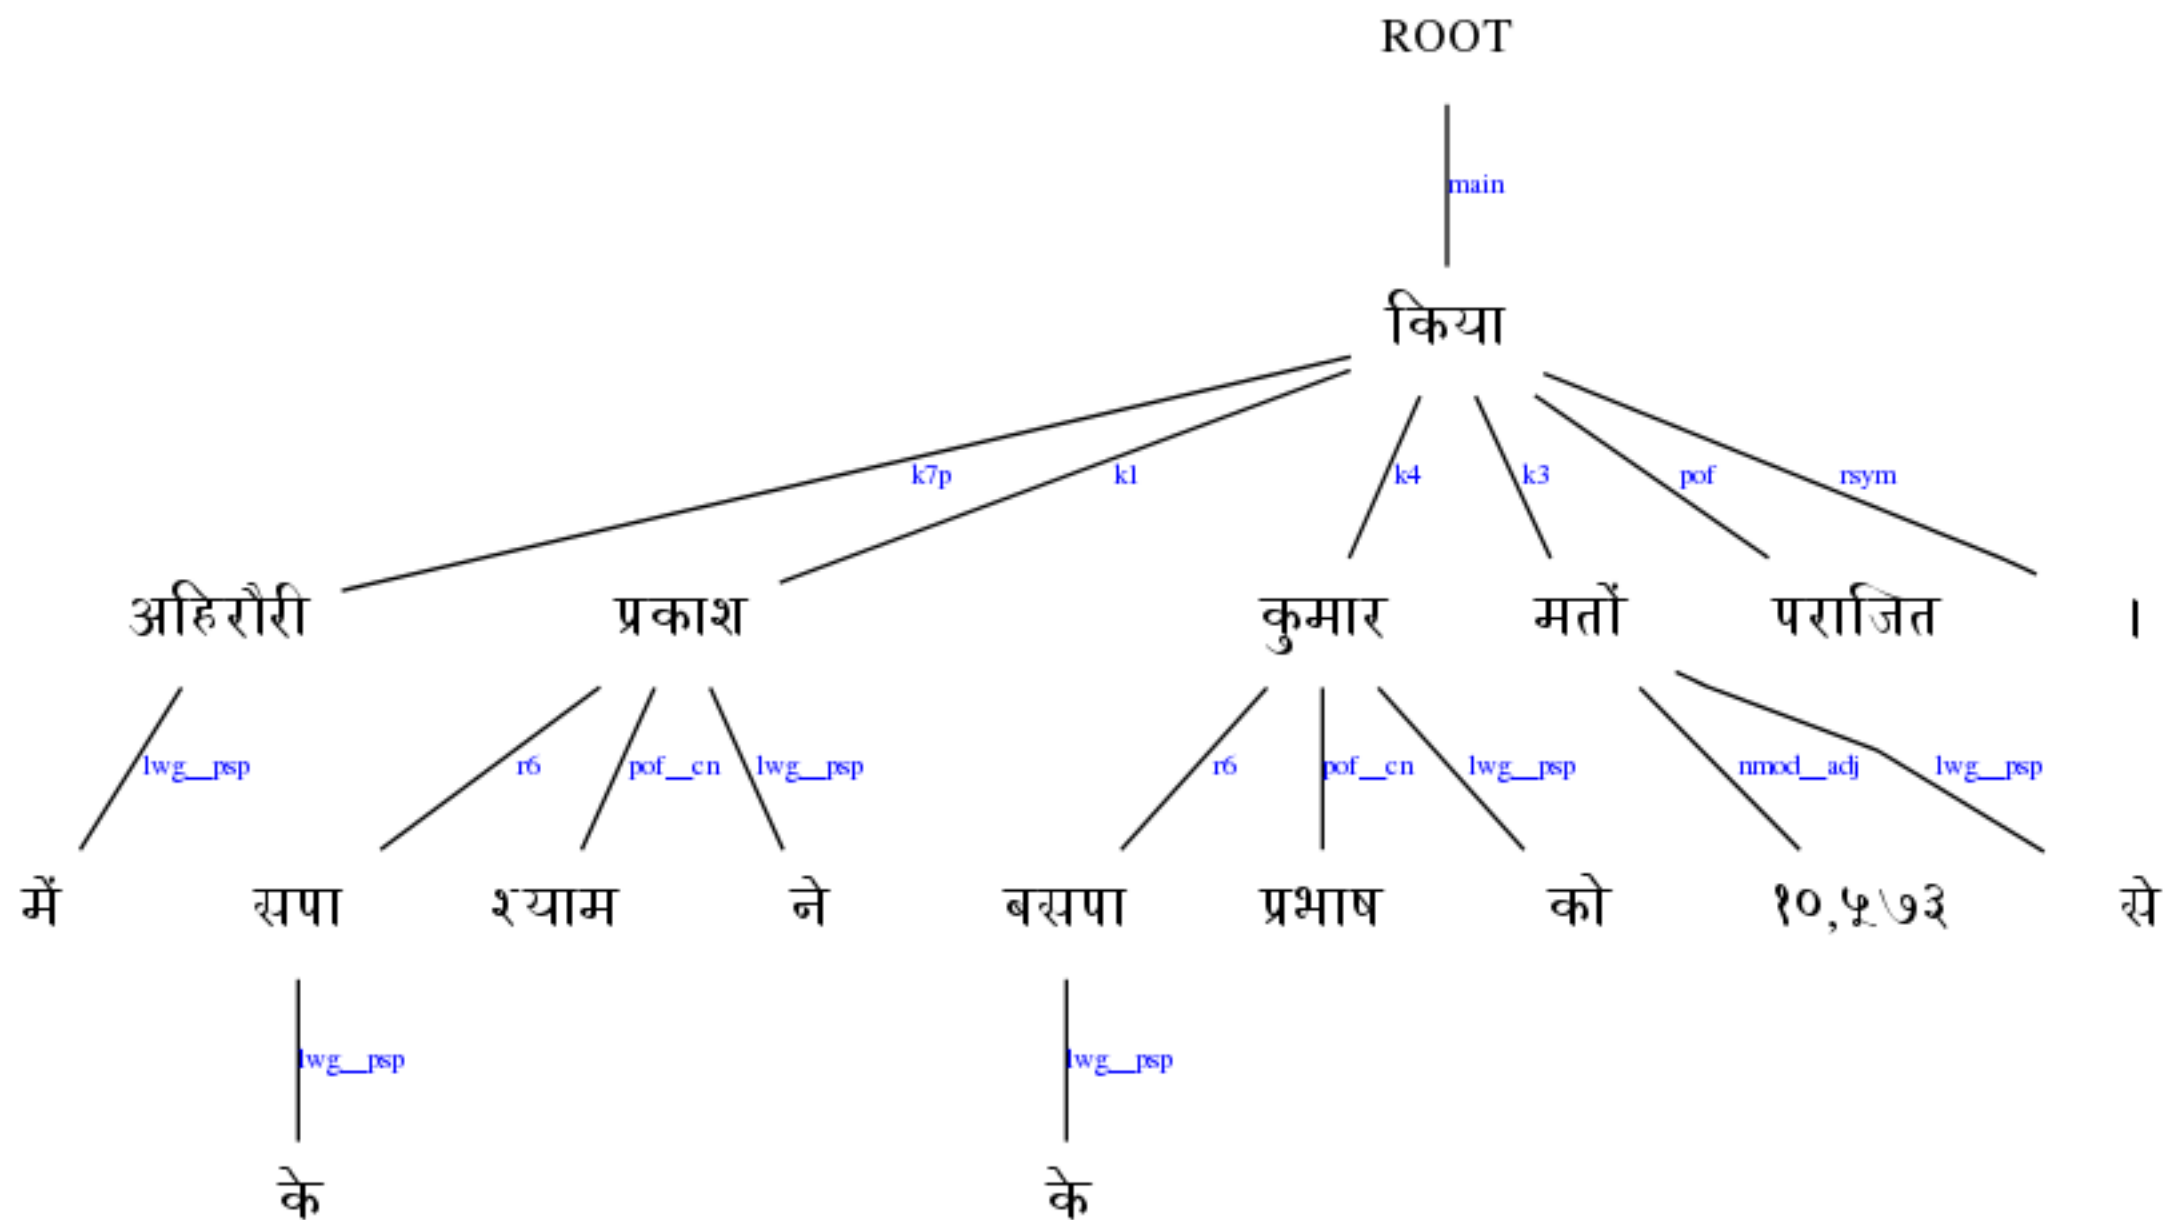 ROOT
main
किया
k7p k1 k4 k3 pof rsym
अहिरौरी प्रकाश कुमार मतों पराजित ।
lwg__psp r6 pof__cn lwg__psp r6 pof__cn lwg__psp nmod__adj lwg__psp
में सपा श्याम ने बसपा प्रभाष को १०,५७३ से
lwg__psp lwg__psp
के के